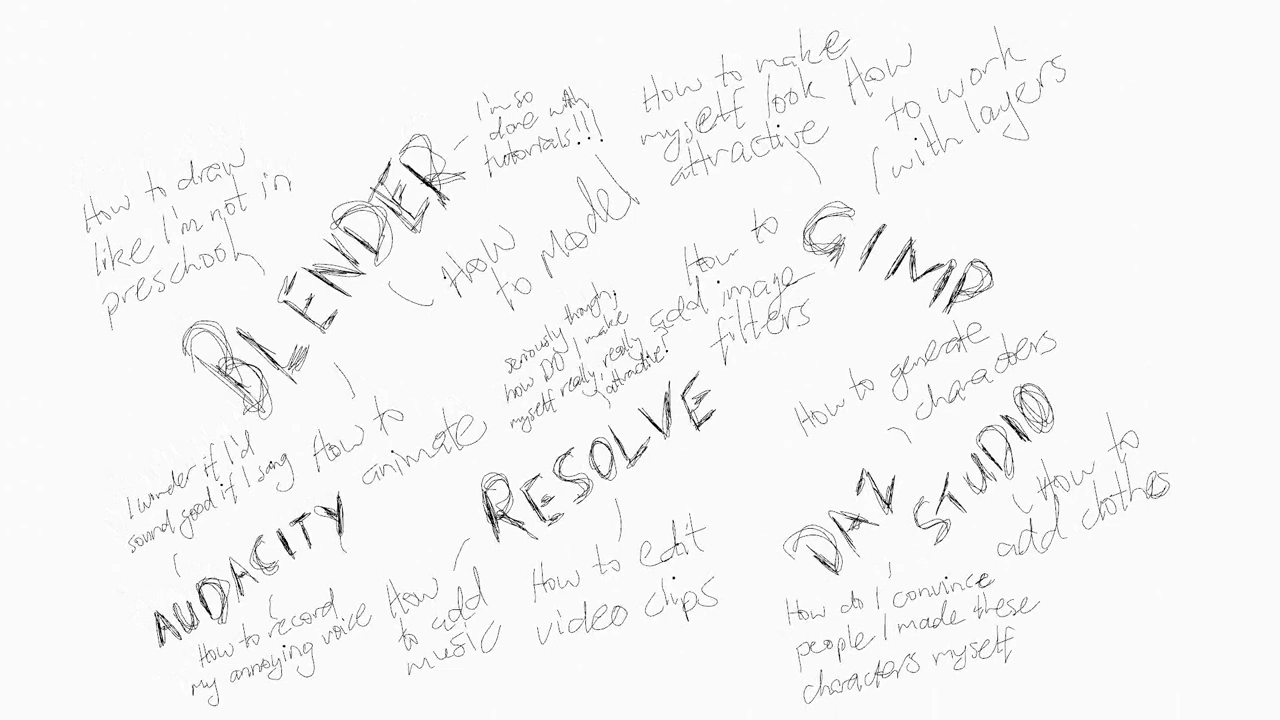 How to draw
like I'm not in
preschool
BLENDER
I'm so
done with
tutorials!!!
How
to model
How to
animate
How to make
myself look
attractive
How
to work
with layers
GIMP
How to
add image
filters
seriously though,
how DO I make
myself really, really
attractive?
RESOLVE
How
to add
music
How to edit
video clips
I wonder if I'd
sound good if I sang
AUDACITY
How to record
my annoying voice
How to generate
characters
DAZ
STUDIO
How to
add clothes
How do I convince
people I made these
characters myself